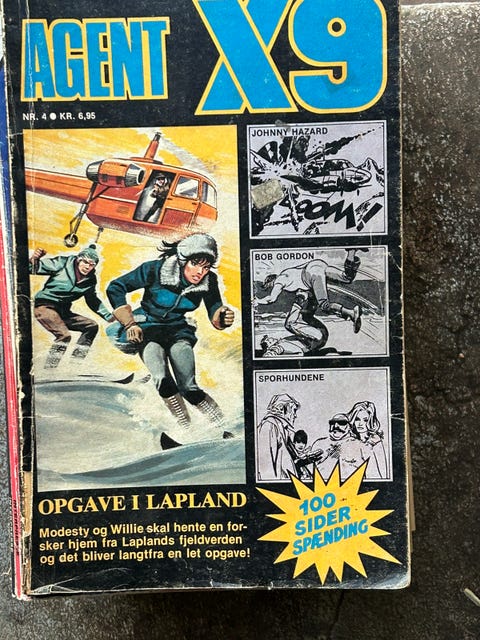 AGENT X9
NR. 4 ● KR. 6,95
JOHNNY HAZARD
BOOM!
BOB GORDON
SPORHUNDENE
OPGAVE I LAPLAND
Modesty og Willie skal hente en for-
sker hjem fra Laplands fjeldverden
og det bliver langtfra en let opgave!
100
SIDER
SPÆNDING